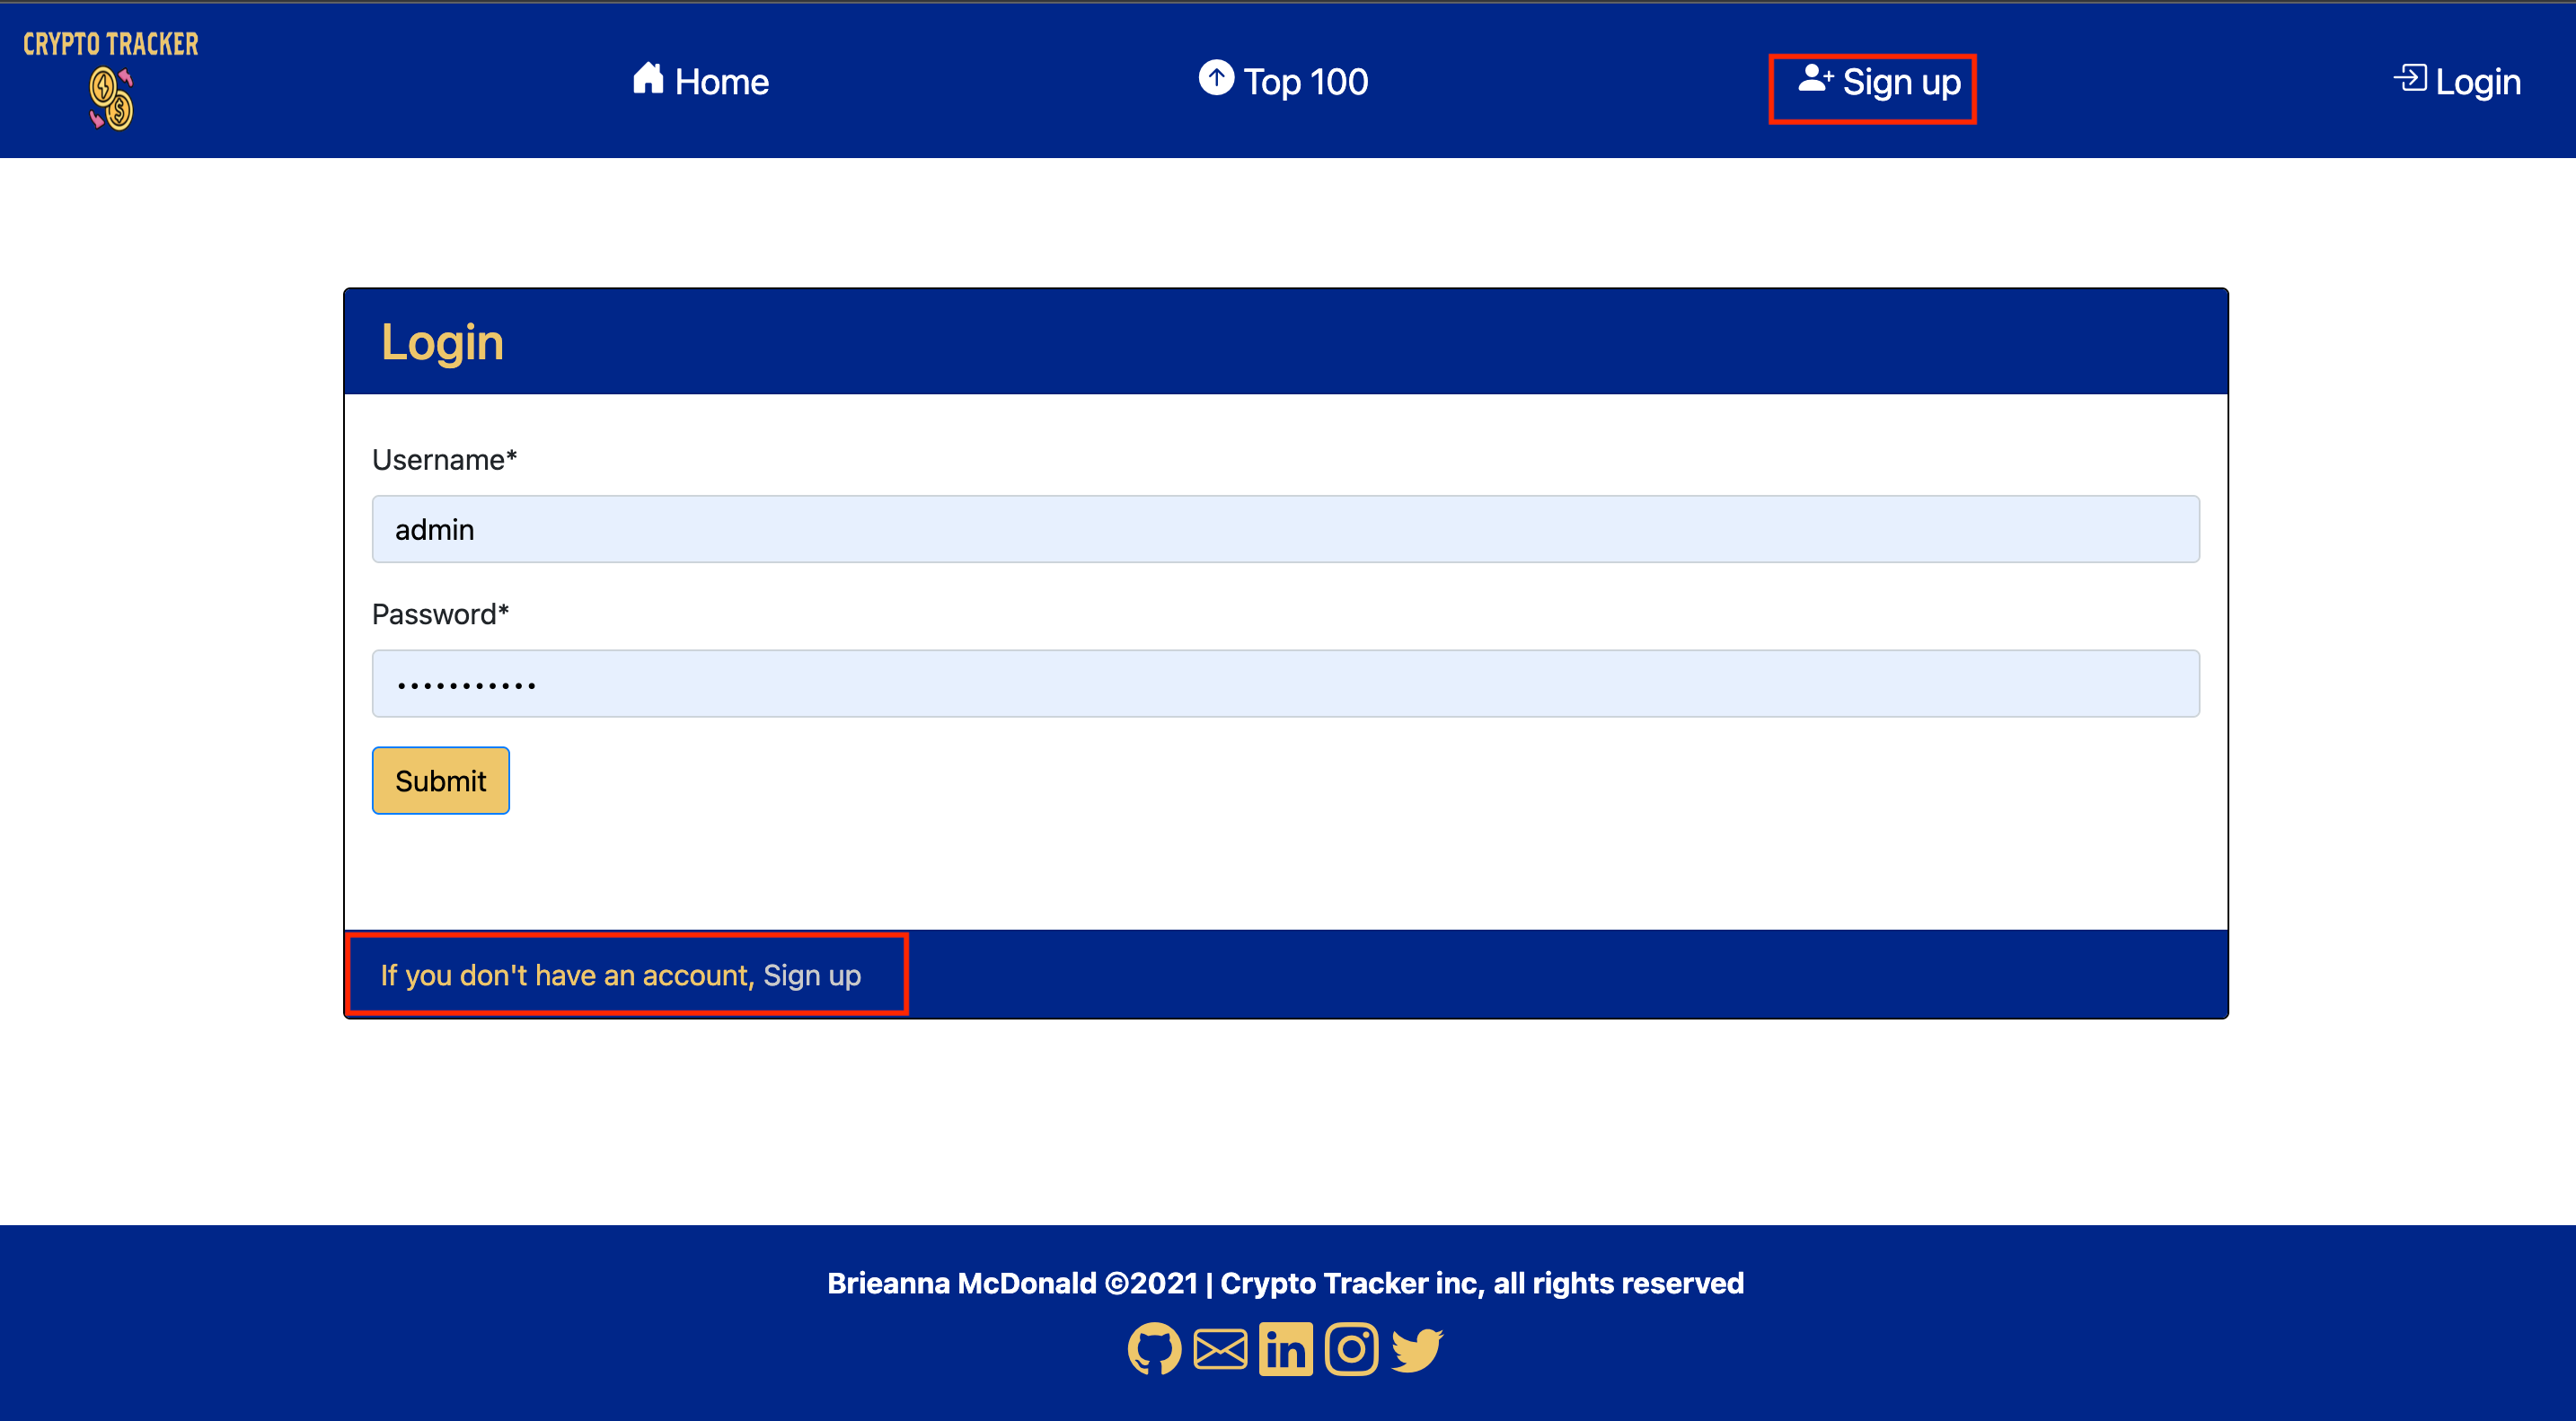 CRYPTO TRACKER
Home
Top 100
Sign up
Login
Login
Username*
admin
Password*
•••••••••••
Submit
If you don't have an account, Sign up
Brieanna McDonald ©2021 | Crypto Tracker inc, all rights reserved
in